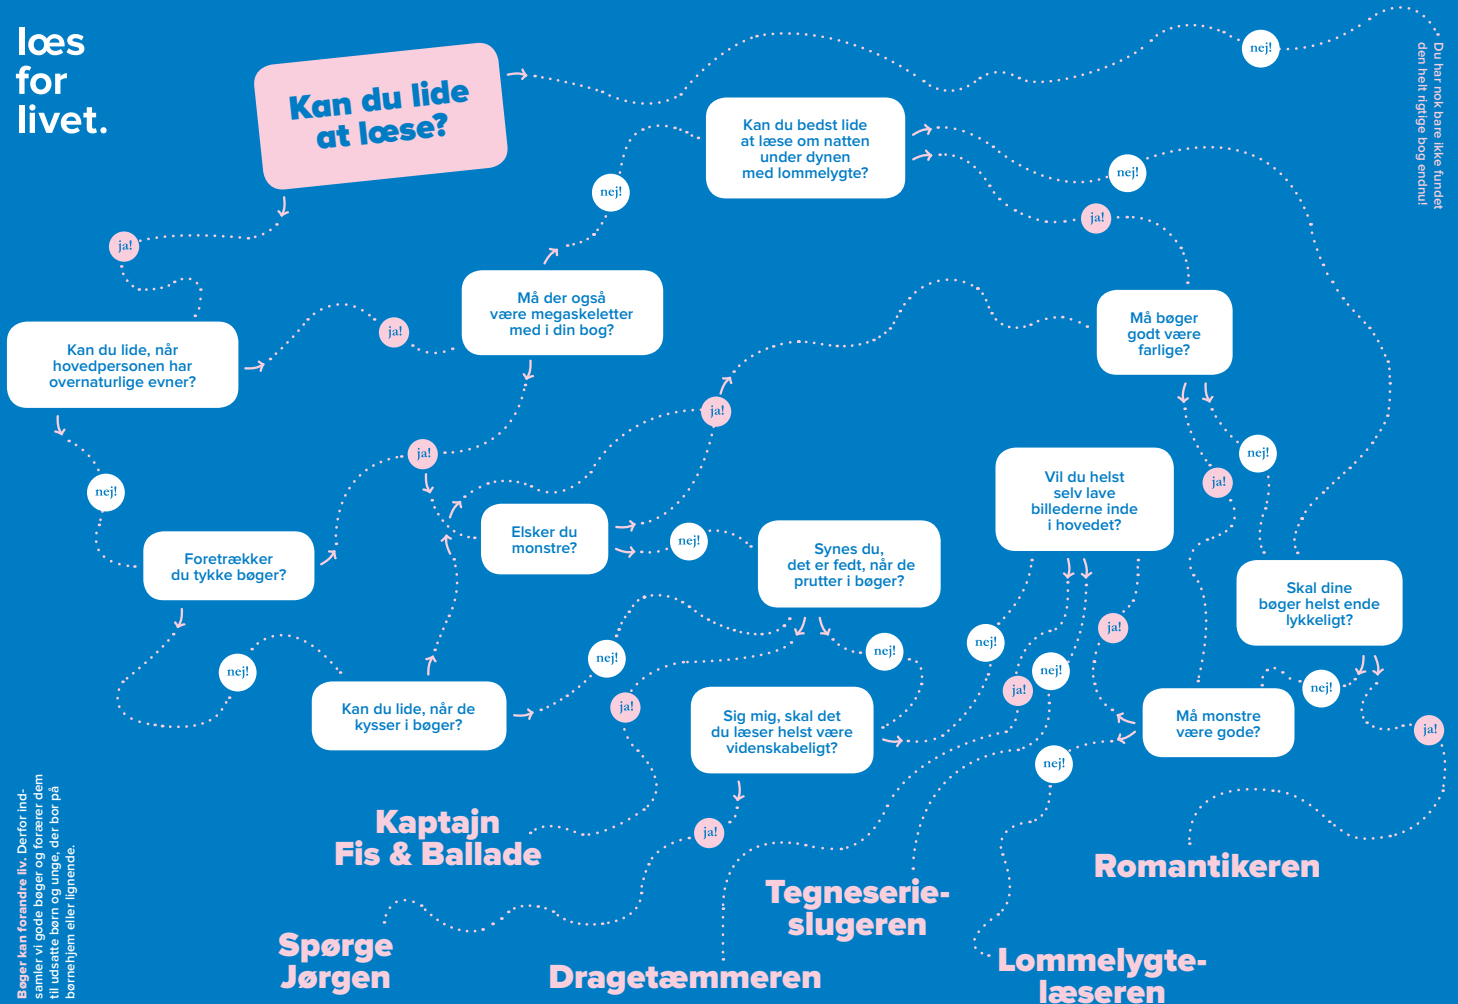 læs
for
livet.
Kan du lide
at læse?
nej!
Du har nok bare ikke fundet
den helt rigtige bog endnu!
Kan du bedst lide
at læse om natten
under dynen
med lommelygte?
nej!
nej!
ja!
ja!
Må der også
være megaskeletter
med i din bog?
Må bøger
godt være
farlige?
Kan du lide, når
hovedpersonen har
overnaturlige evner?
ja!
ja!
ja!
nej!
Vil du helst
selv lave
billederne inde
i hovedet?
nej!
ja!
Elsker du
monstre?
nej!
Synes du,
det er fedt, når de
prutter i bøger?
Foretrækker
du tykke bøger?
Skal dine
bøger helst ende
lykkeligt?
ja!
nej!
nej!
nej!
nej!
nej!
ja!
nej!
ja!
Kan du lide, når de
kysser i bøger?
Sig mig, skal det
du læser helst være
videnskabeligt?
Må monstre
være gode?
ja!
nej!
ja!
Kaptajn
Fis & Ballade
Romantikeren
Tegneserie-
slugeren
Spørge
Jørgen
Dragetæmmeren
Lommelygte-
læseren
Bøger kan forandre liv. Derfor ind-
samler vi gode bøger og forærer dem
til udsatte børn og unge, der bor på
børnehjem eller lignende.